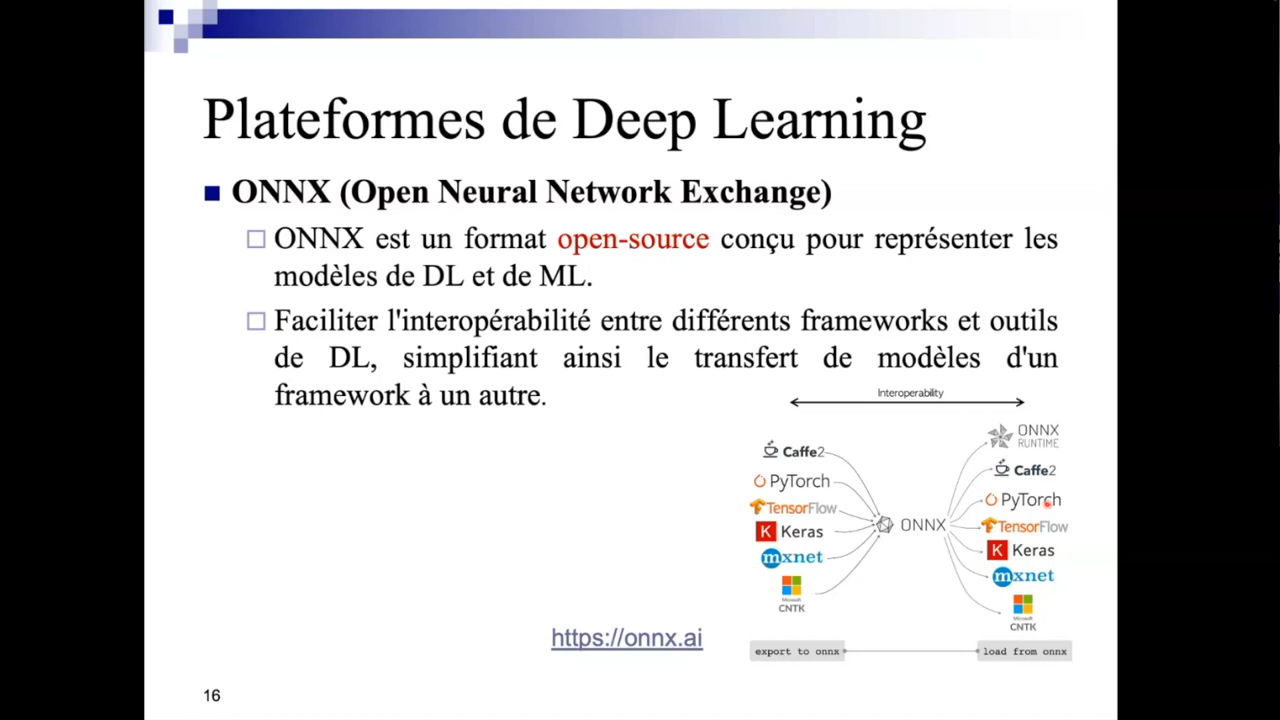 Plateformes de Deep Learning
ONNX (Open Neural Network Exchange)
ONNX est un format open-source conçu pour représenter les
modèles de DL et de ML.
Faciliter l'interopérabilité entre différents frameworks et outils
de DL, simplifiant ainsi le transfert de modèles d'un
framework à un autre.
Interoperability
Caffe2
PyTorch
TensorFlow
K Keras
mxnet
Microsoft
CNTK
ONNX
ONNX
RUNTIME
Caffe2
PyTorch
TensorFlow
K Keras
mxnet
Microsoft
CNTK
export to onnx
load from onnx
https://onnx.ai
16